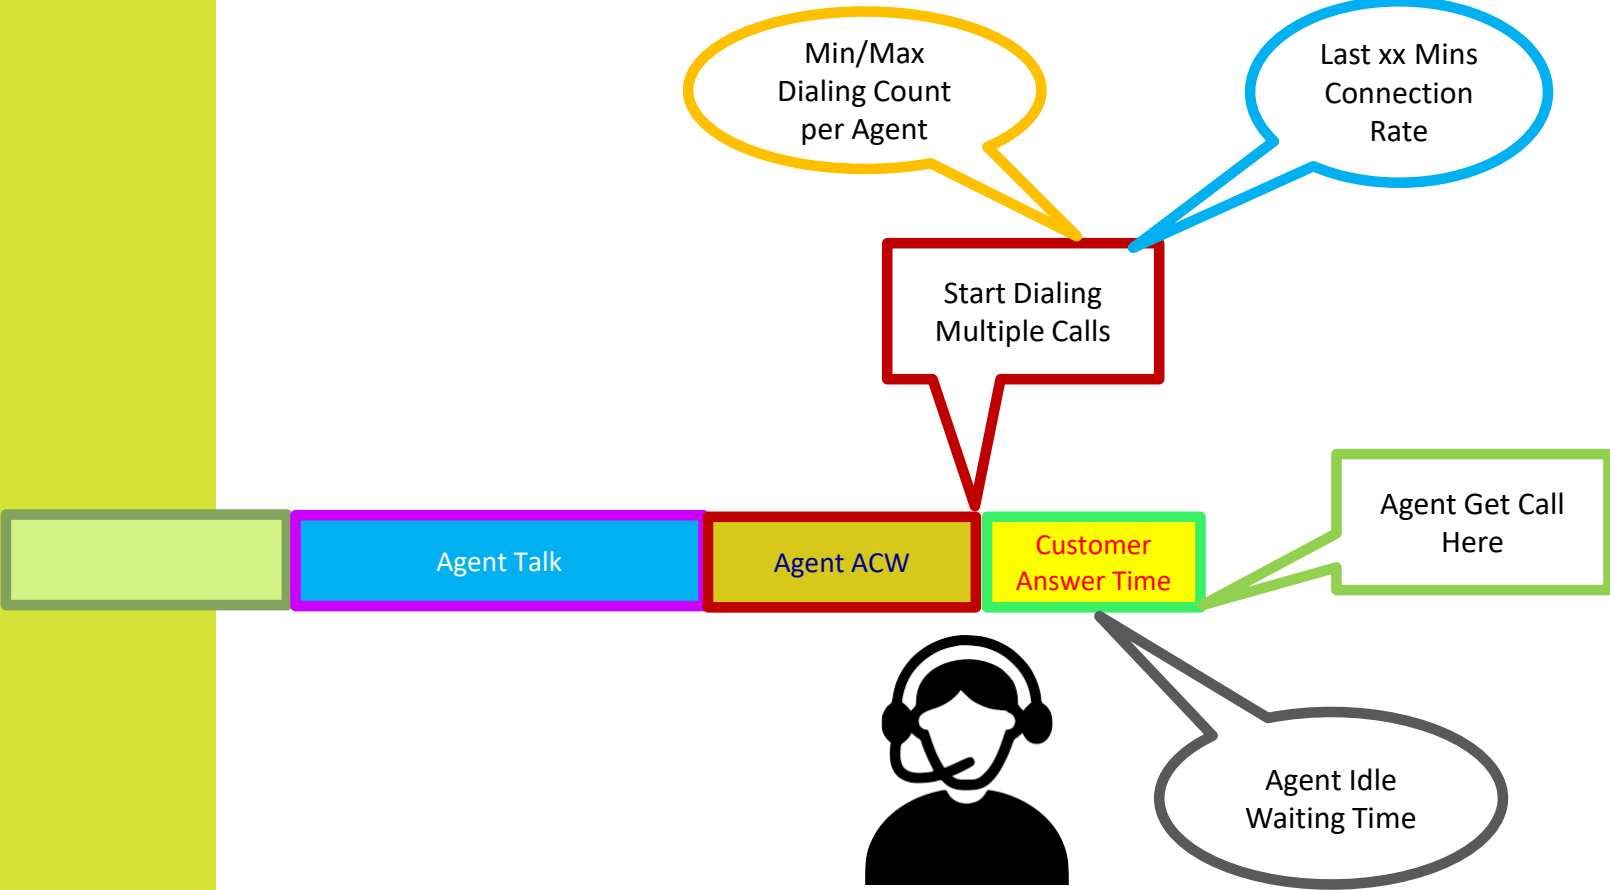 Min/Max
Dialing Count
per Agent
Last xx Mins
Connection
Rate
Start Dialing
Multiple Calls
Agent Get Call
Here
Agent Talk
Agent ACW
Customer
Answer Time
Agent Idle
Waiting Time